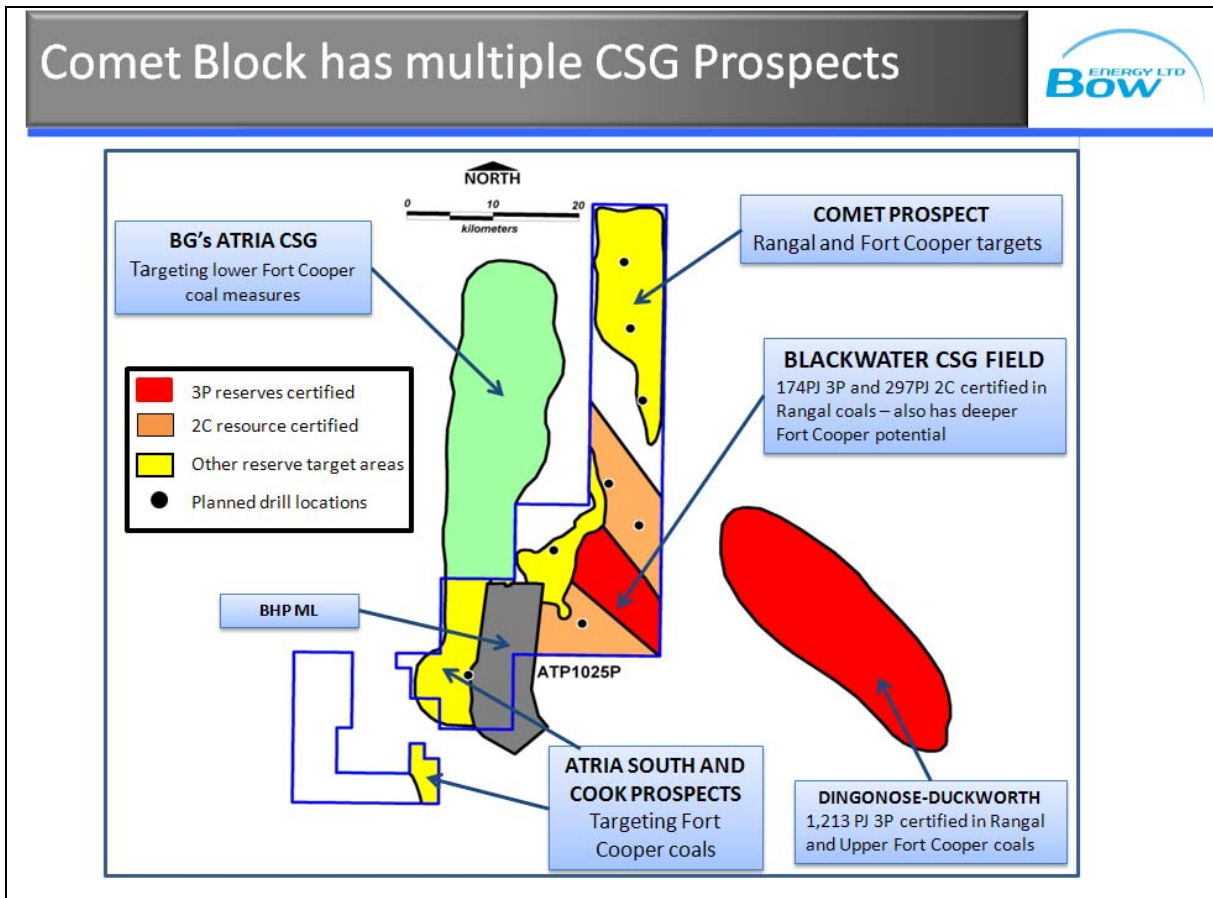 Comet Block has multiple CSG Prospects
BOW
ENERGY LTD
NORTH
0 10 20
kilometers
BG's ATRIA CSG
Targeting lower Fort Cooper
coal measures
COMET PROSPECT
Rangal and Fort Cooper targets
BLACKWATER CSG FIELD
174PJ 3P and 297PJ 2C certified in
Rangal coals – also has deeper
Fort Cooper potential
3P reserves certified
2C resource certified
Other reserve target areas
Planned drill locations
BHP ML
ATP1025P
ATRIA SOUTH AND
COOK PROSPECTS
Targeting Fort
Cooper coals
DINGONOSE-DUCKWORTH
1,213 PJ 3P certified in Rangal
and Upper Fort Cooper coals